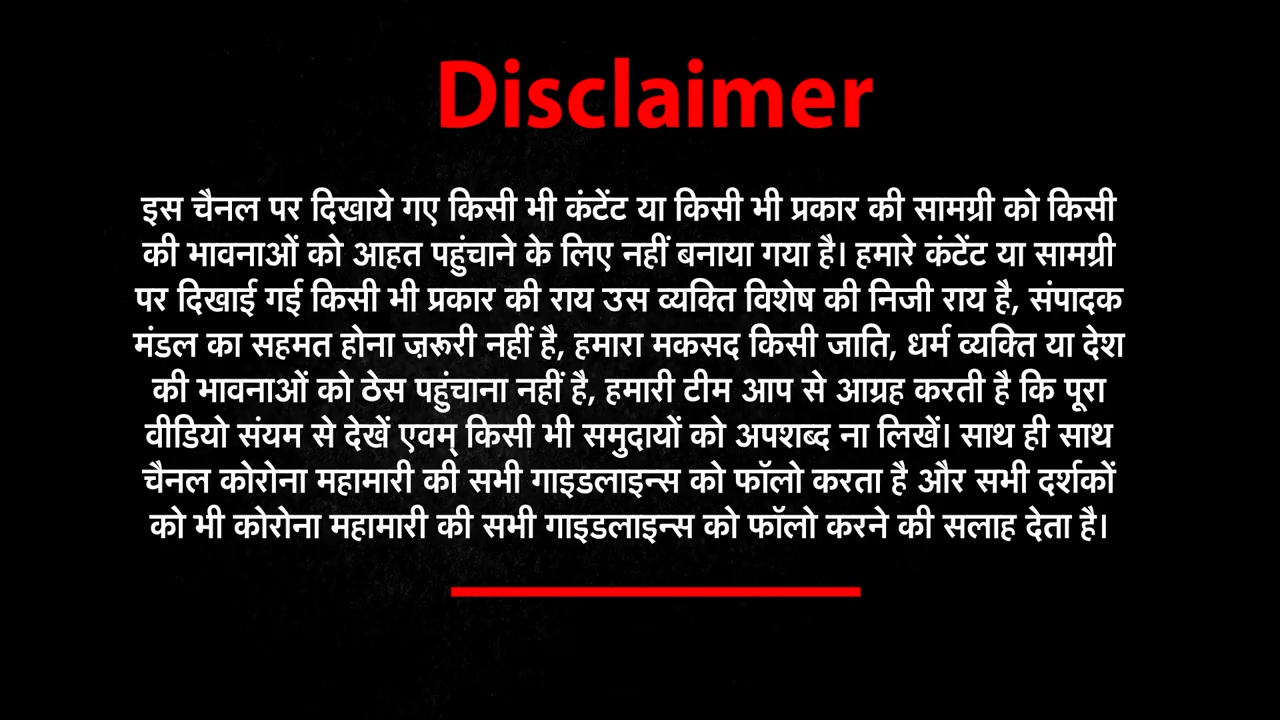 Disclaimer
इस चैनल पर दिखाये गए किसी भी कंटेंट या किसी भी प्रकार की सामग्री को किसी
की भावनाओं को आहत पहुंचाने के लिए नहीं बनाया गया है। हमारे कंटेंट या सामग्री
पर दिखाई गई किसी भी प्रकार की राय उस व्यक्ति विशेष की निजी राय है, संपादक
मंडल का सहमत होना ज़रूरी नहीं है, हमारा मकसद किसी जाति, धर्म व्यक्ति या देश
की भावनाओं को ठेस पहुंचाना नहीं है, हमारी टीम आप से आग्रह करती है कि पूरा
वीडियो संयम से देखें एवम् किसी भी समुदायों को अपशब्द ना लिखें। साथ ही साथ
चैनल कोरोना महामारी की सभी गाइडलाइन्स को फॉलो करता है और सभी दर्शकों
को भी कोरोना महामारी की सभी गाइडलाइन्स को फॉलो करने की सलाह देता है।